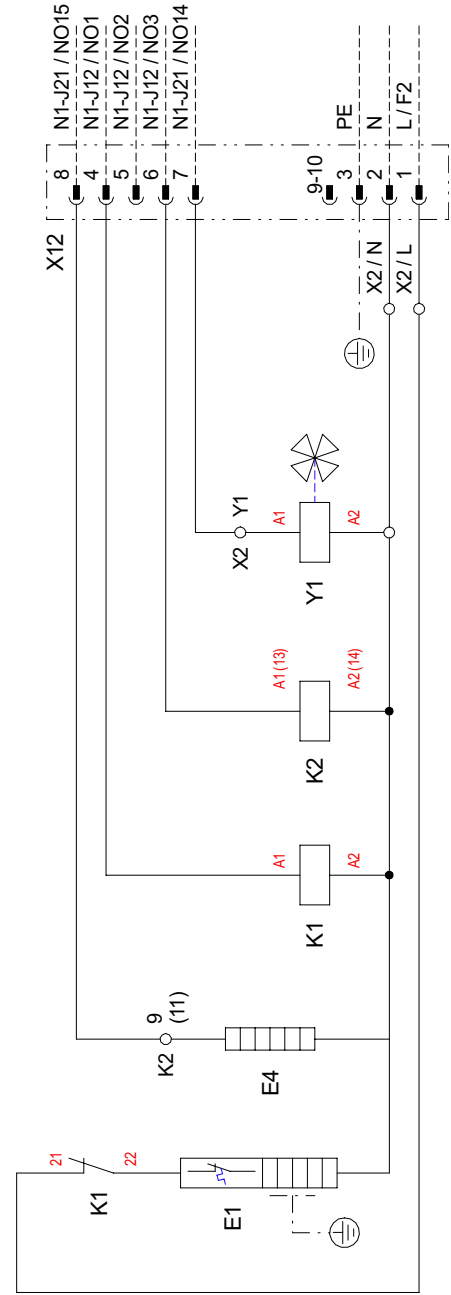 N1-J21 / NO15
N1-J12 / NO1
N1-J12 / NO2
N1-J12 / NO3
N1-J21 / NO14
PE
N
L / F2
8
4
5
6
7
9-10
3
2
1
X12
X2 / N
X2 / L
X2
Y1
A1
A2
Y1
A1 (13)
A2 (14)
K2
A1
A2
K1
9
(11)
K2
E4
21
22
K1
E1